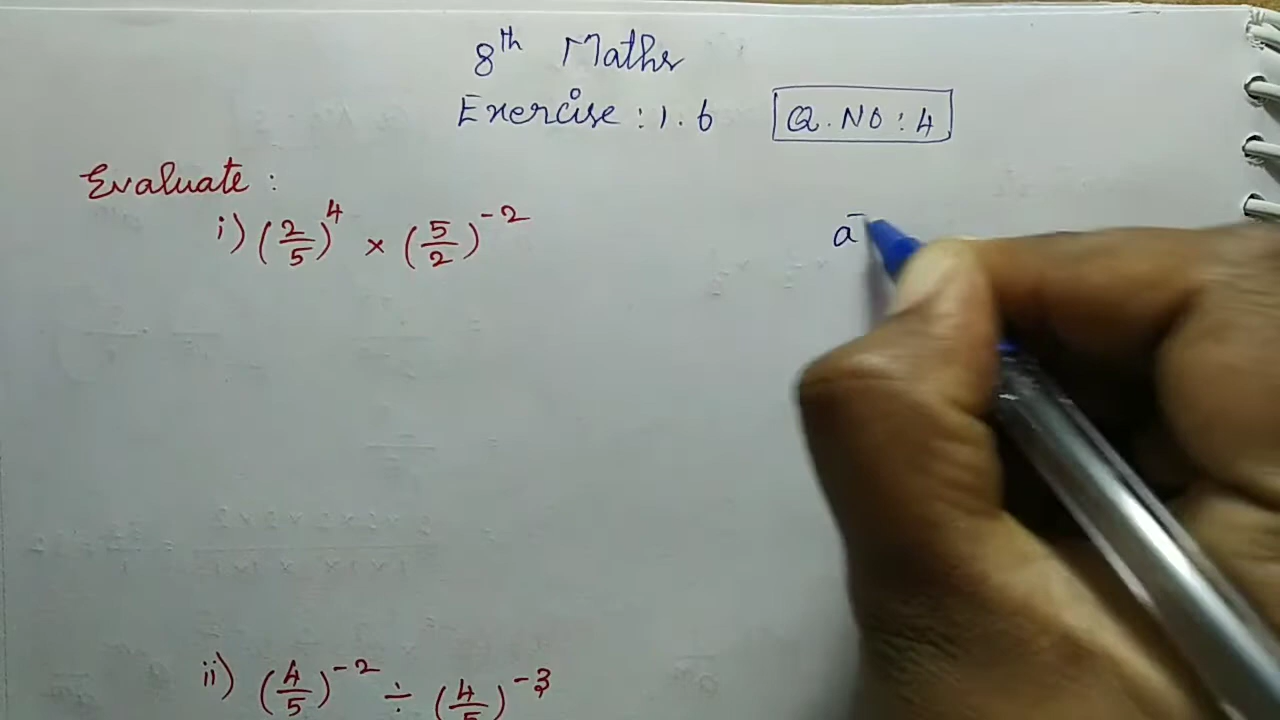 8th Maths
Exercise : 1.6 Q. NO : 4
Evaluate :
i) (2/5)^4 × (5/2)^-2
a^-
ii) (4/5)^-2 ÷ (4/5)^-3